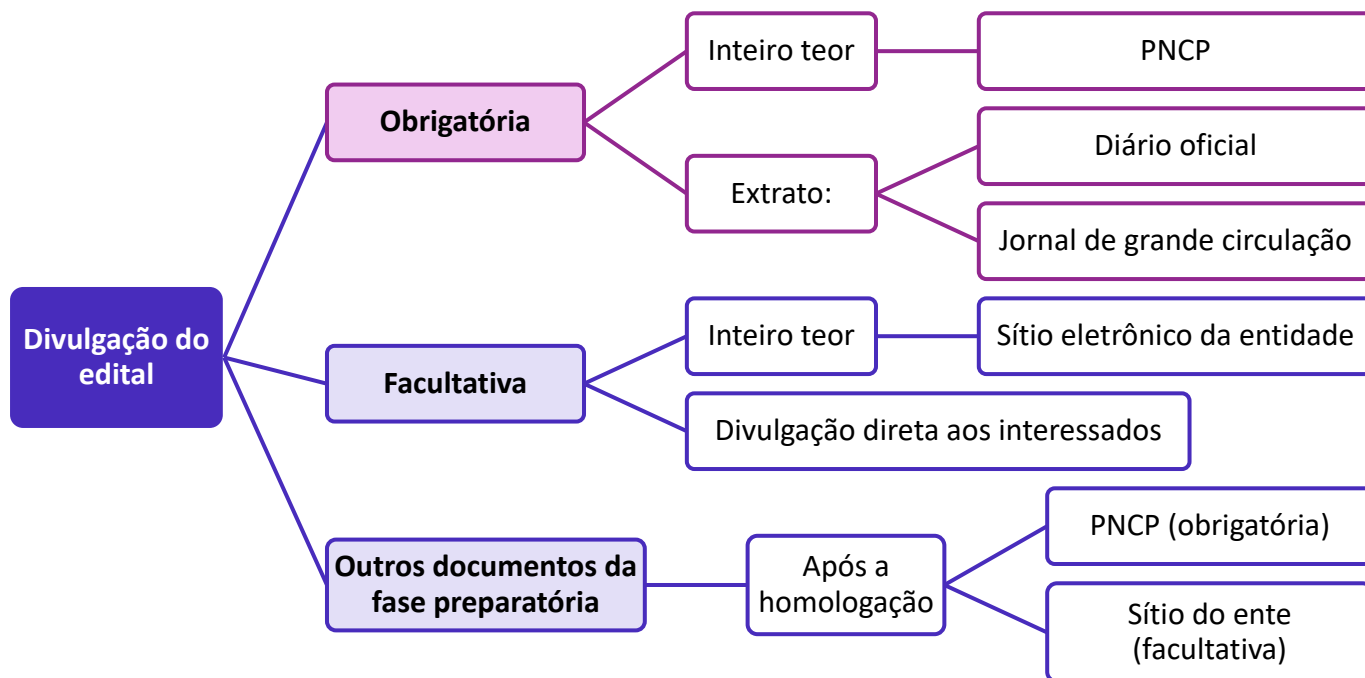 Divulgação do
edital
Obrigatória
Inteiro teor
PNCP
Extrato:
Diário oficial
Jornal de grande circulação
Facultativa
Inteiro teor
Sítio eletrônico da entidade
Divulgação direta aos interessados
Outros documentos da
fase preparatória
Após a
homologação
PNCP (obrigatória)
Sítio do ente
(facultativa)